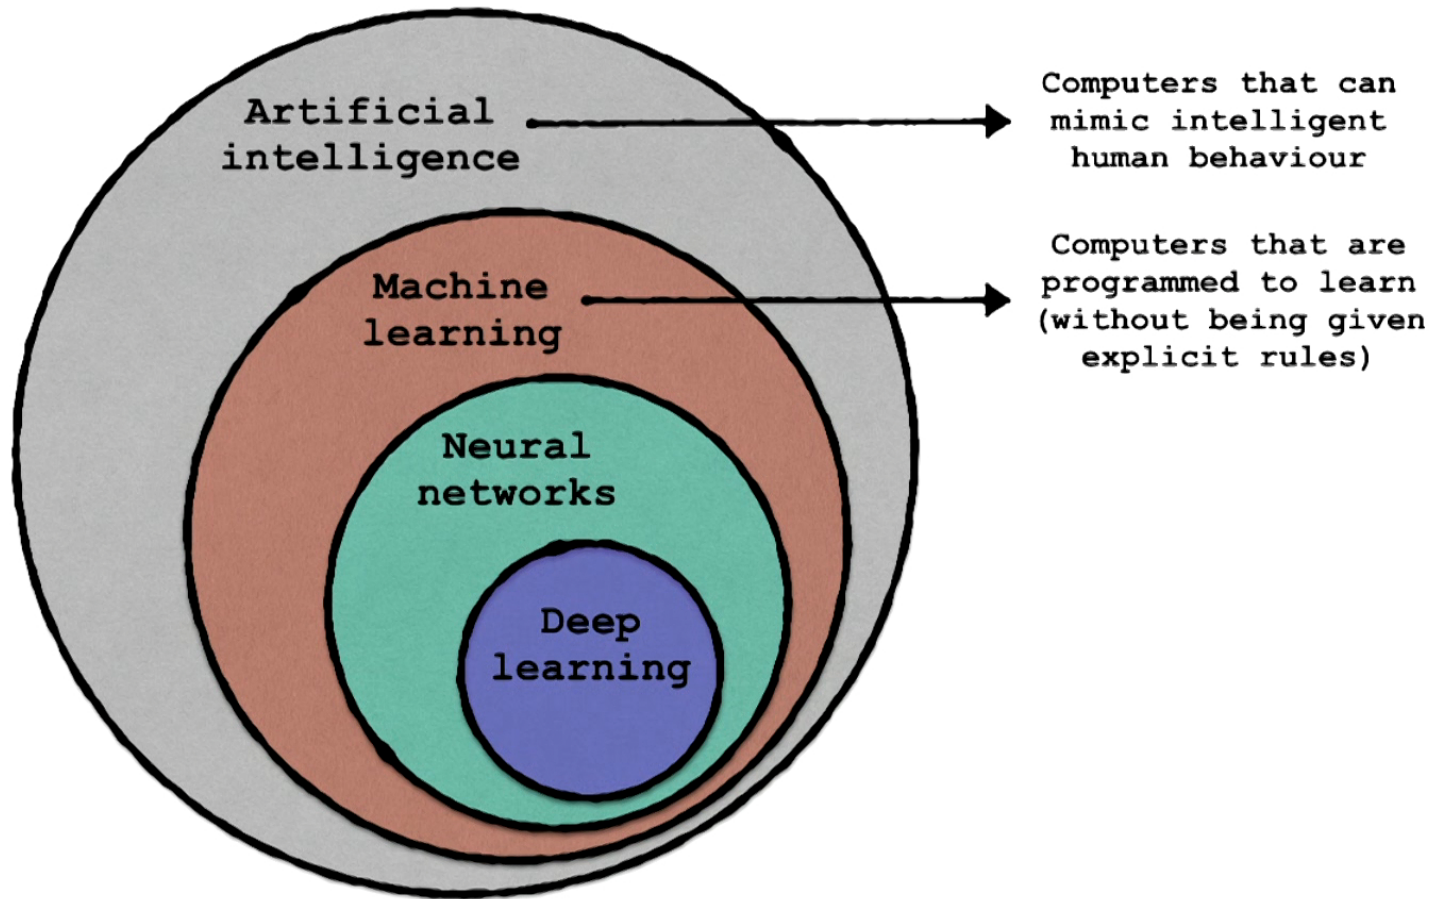 Artificial
intelligence
Computers that can
mimic intelligent
human behaviour
Machine
learning
Computers that are
programmed to learn
(without being given
explicit rules)
Neural
networks
Deep
learning